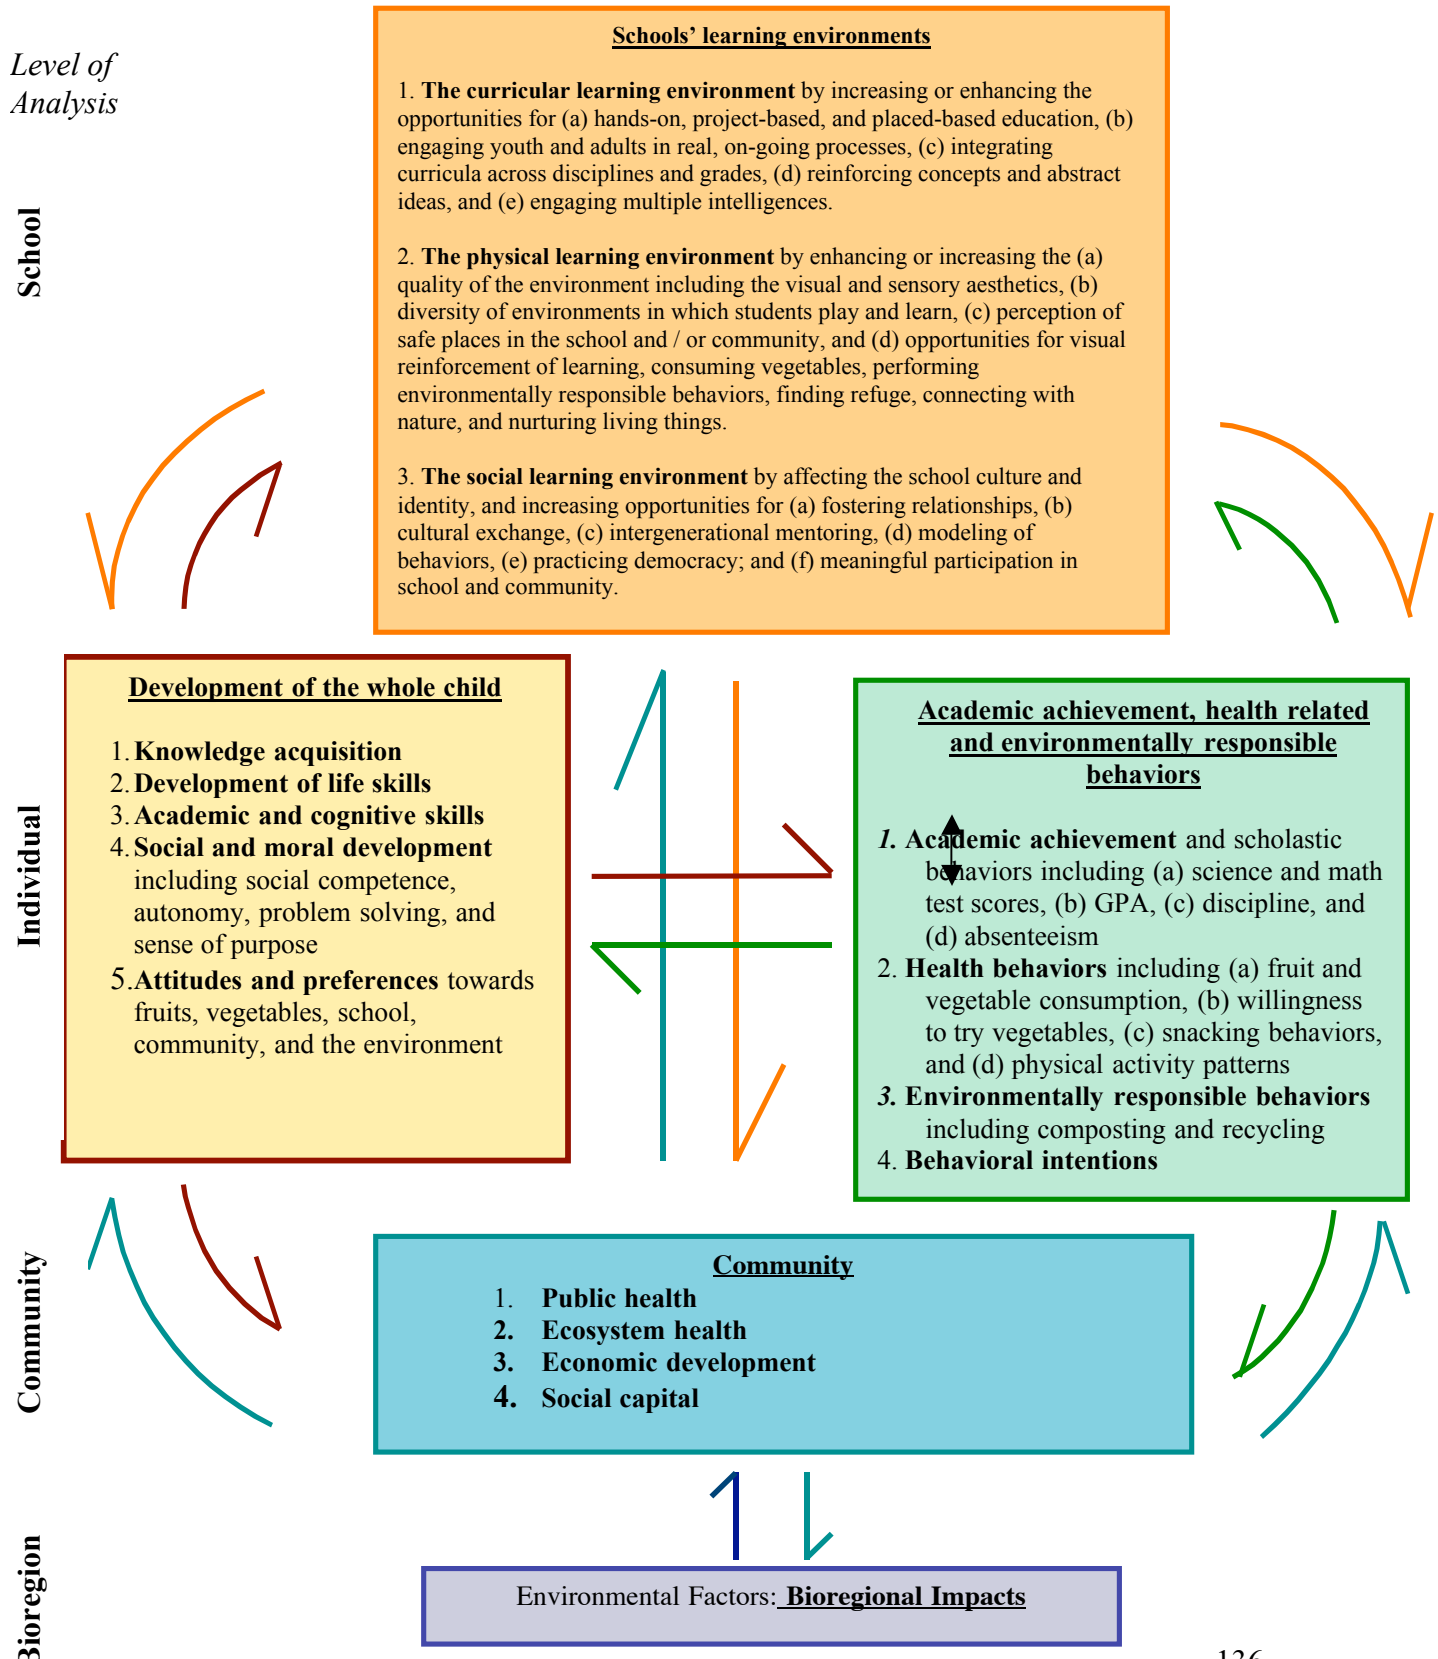 Level of
Analysis
Schools’ learning environments
1. The curricular learning environment by increasing or enhancing the
opportunities for (a) hands-on, project-based, and placed-based education, (b)
engaging youth and adults in real, on-going processes, (c) integrating
curricula across disciplines and grades, (d) reinforcing concepts and abstract
ideas, and (e) engaging multiple intelligences.
2. The physical learning environment by enhancing or increasing the (a)
quality of the environment including the visual and sensory aesthetics, (b)
diversity of environments in which students play and learn, (c) perception of
safe places in the school and / or community, and (d) opportunities for visual
reinforcement of learning, consuming vegetables, performing
environmentally responsible behaviors, finding refuge, connecting with
nature, and nurturing living things.
3. The social learning environment by affecting the school culture and
identity, and increasing opportunities for (a) fostering relationships, (b)
cultural exchange, (c) intergenerational mentoring, (d) modeling of
behaviors, (e) practicing democracy; and (f) meaningful participation in
school and community.
School
Individual
Development of the whole child
1. Knowledge acquisition
2. Development of life skills
3. Academic and cognitive skills
4. Social and moral development
including social competence,
autonomy, problem solving, and
sense of purpose
5. Attitudes and preferences towards
fruits, vegetables, school,
community, and the environment
Academic achievement, health related
and environmentally responsible
behaviors
1. Academic achievement and scholastic
behaviors including (a) science and math
test scores, (b) GPA, (c) discipline, and
(d) absenteeism
2. Health behaviors including (a) fruit and
vegetable consumption, (b) willingness
to try vegetables, (c) snacking behaviors,
and (d) physical activity patterns
3. Environmentally responsible behaviors
including composting and recycling
4. Behavioral intentions
Community
Community
1. Public health
2. Ecosystem health
3. Economic development
4. Social capital
Bioregion
Environmental Factors: Bioregional Impacts
136